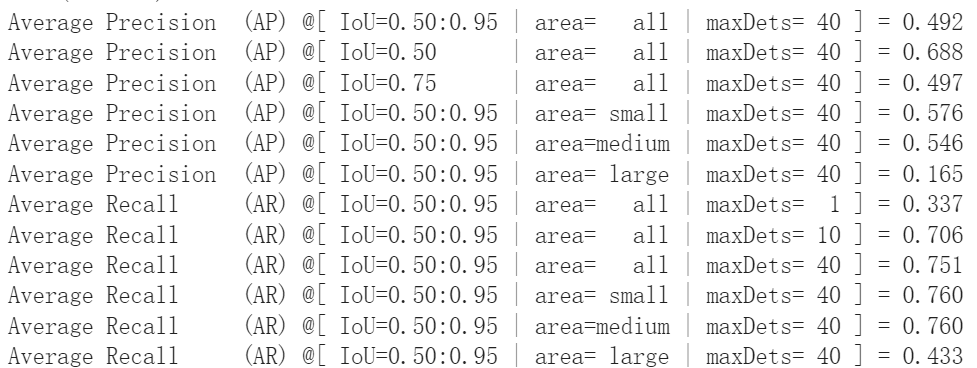 Average Precision  (AP) @[ IoU=0.50:0.95 | area=   all | maxDets= 40 ] = 0.492
Average Precision  (AP) @[ IoU=0.50      | area=   all | maxDets= 40 ] = 0.688
Average Precision  (AP) @[ IoU=0.75      | area=   all | maxDets= 40 ] = 0.497
Average Precision  (AP) @[ IoU=0.50:0.95 | area= small | maxDets= 40 ] = 0.576
Average Precision  (AP) @[ IoU=0.50:0.95 | area=medium | maxDets= 40 ] = 0.546
Average Precision  (AP) @[ IoU=0.50:0.95 | area= large | maxDets= 40 ] = 0.165
Average Recall     (AR) @[ IoU=0.50:0.95 | area=   all | maxDets=  1 ] = 0.337
Average Recall     (AR) @[ IoU=0.50:0.95 | area=   all | maxDets= 10 ] = 0.706
Average Recall     (AR) @[ IoU=0.50:0.95 | area=   all | maxDets= 40 ] = 0.751
Average Recall     (AR) @[ IoU=0.50:0.95 | area= small | maxDets= 40 ] = 0.760
Average Recall     (AR) @[ IoU=0.50:0.95 | area=medium | maxDets= 40 ] = 0.760
Average Recall     (AR) @[ IoU=0.50:0.95 | area= large | maxDets= 40 ] = 0.433